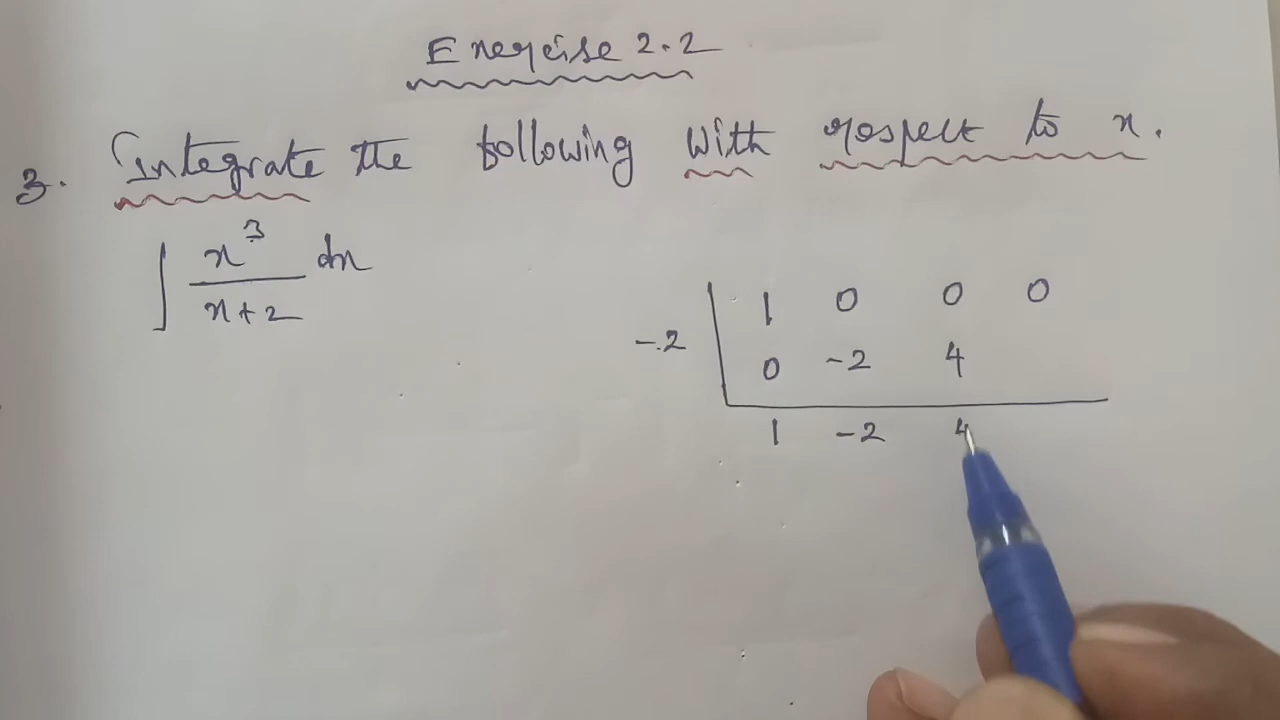 Exercise 2.2
3. Integrate the following with respect to x.
∫ x³/x+2 dx
-2 | 1 0 0 0
0 -2 4
1 -2 4